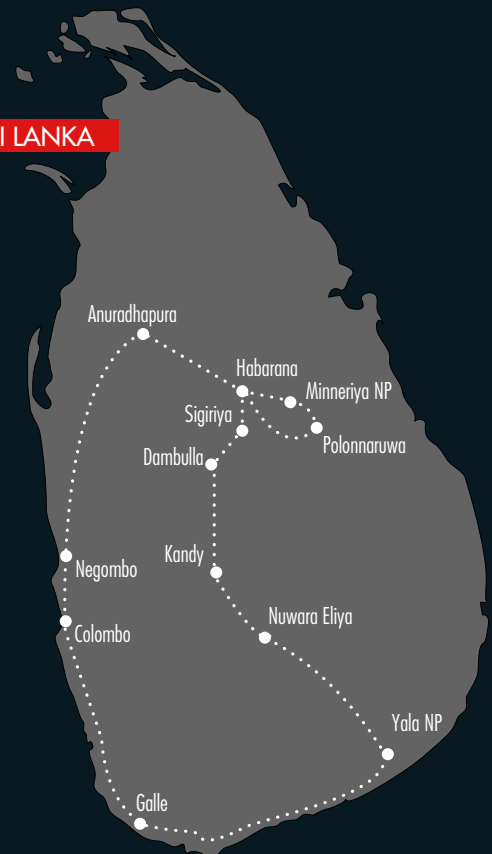 I LANKA
Anuradhapura
Habarana
Minneriya NP
Sigiriya
Polonnaruwa
Dambulla
Kandy
Negombo
Nuwara Eliya
Colombo
Yala NP
Galle